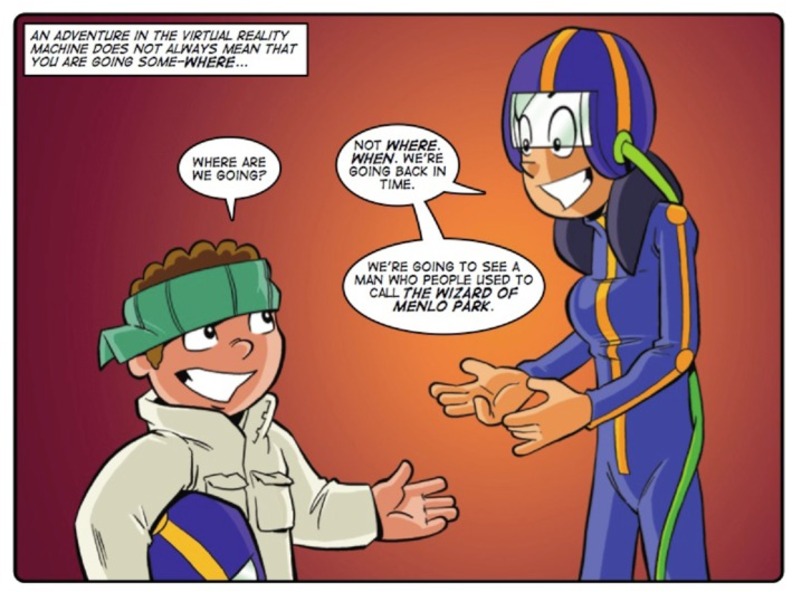 AN ADVENTURE IN THE VIRTUAL REALITY
MACHINE DOES NOT ALWAYS MEAN THAT
YOU ARE GOING SOME-WHERE...
WHERE ARE
WE GOING?
NOT WHERE.
WHEN. WE'RE
GOING BACK IN
TIME.
WE'RE GOING TO SEE A
MAN WHO PEOPLE USED TO
CALL THE WIZARD OF
MENLO PARK.